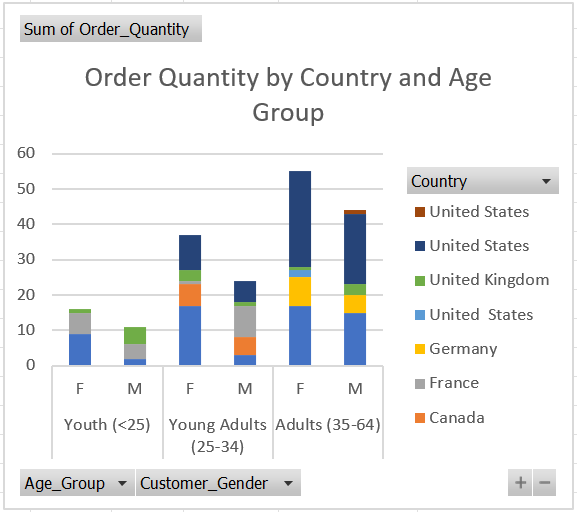 Sum of Order_Quantity
Order Quantity by Country and Age
Group
60
50
40
30
20
10
0
F M F M F M
Youth (<25) Young Adults Adults (35-64)
(25-34)
Country
United States
United States
United Kingdom
United  States
Germany
France
Canada
Age_Group Customer_Gender
+ −